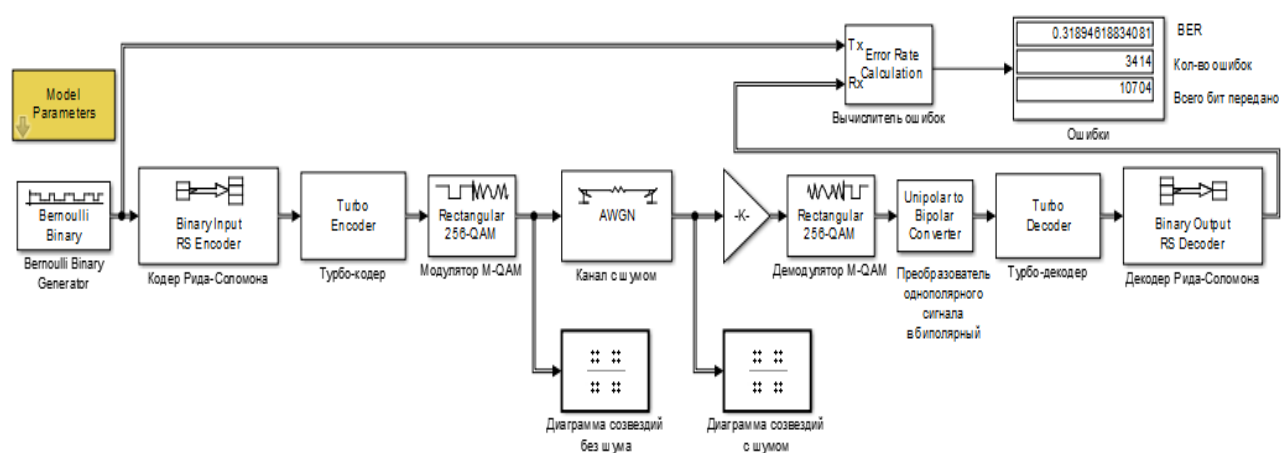 Model
Parameters
Tx
Rx
Error Rate
Calculation
Вычислитель ошибок
0.31894618834081
3414
10704
Ошибки
BER
Кол-во ошибок
Всего бит передано
Bernoulli
Binary
Bernoulli Binary
Generator
Binary Input
RS Encoder
Кодер Рида-Соломона
Turbo
Encoder
Турбо-кодер
Rectangular
256-QAM
Модулятор M-QAM
AWGN
Канал с шумом
-K-
Rectangular
256-QAM
Демодулятор M-QAM
Unipolar to
Bipolar
Converter
Преобразователь
однополярного
сигнала
в биполярный
Turbo
Decoder
Турбо-декодер
Binary Output
RS Decoder
Декодер Рида-Соломона
Диаграмма созвездий
без шума
Диаграмма созвездий
с шумом